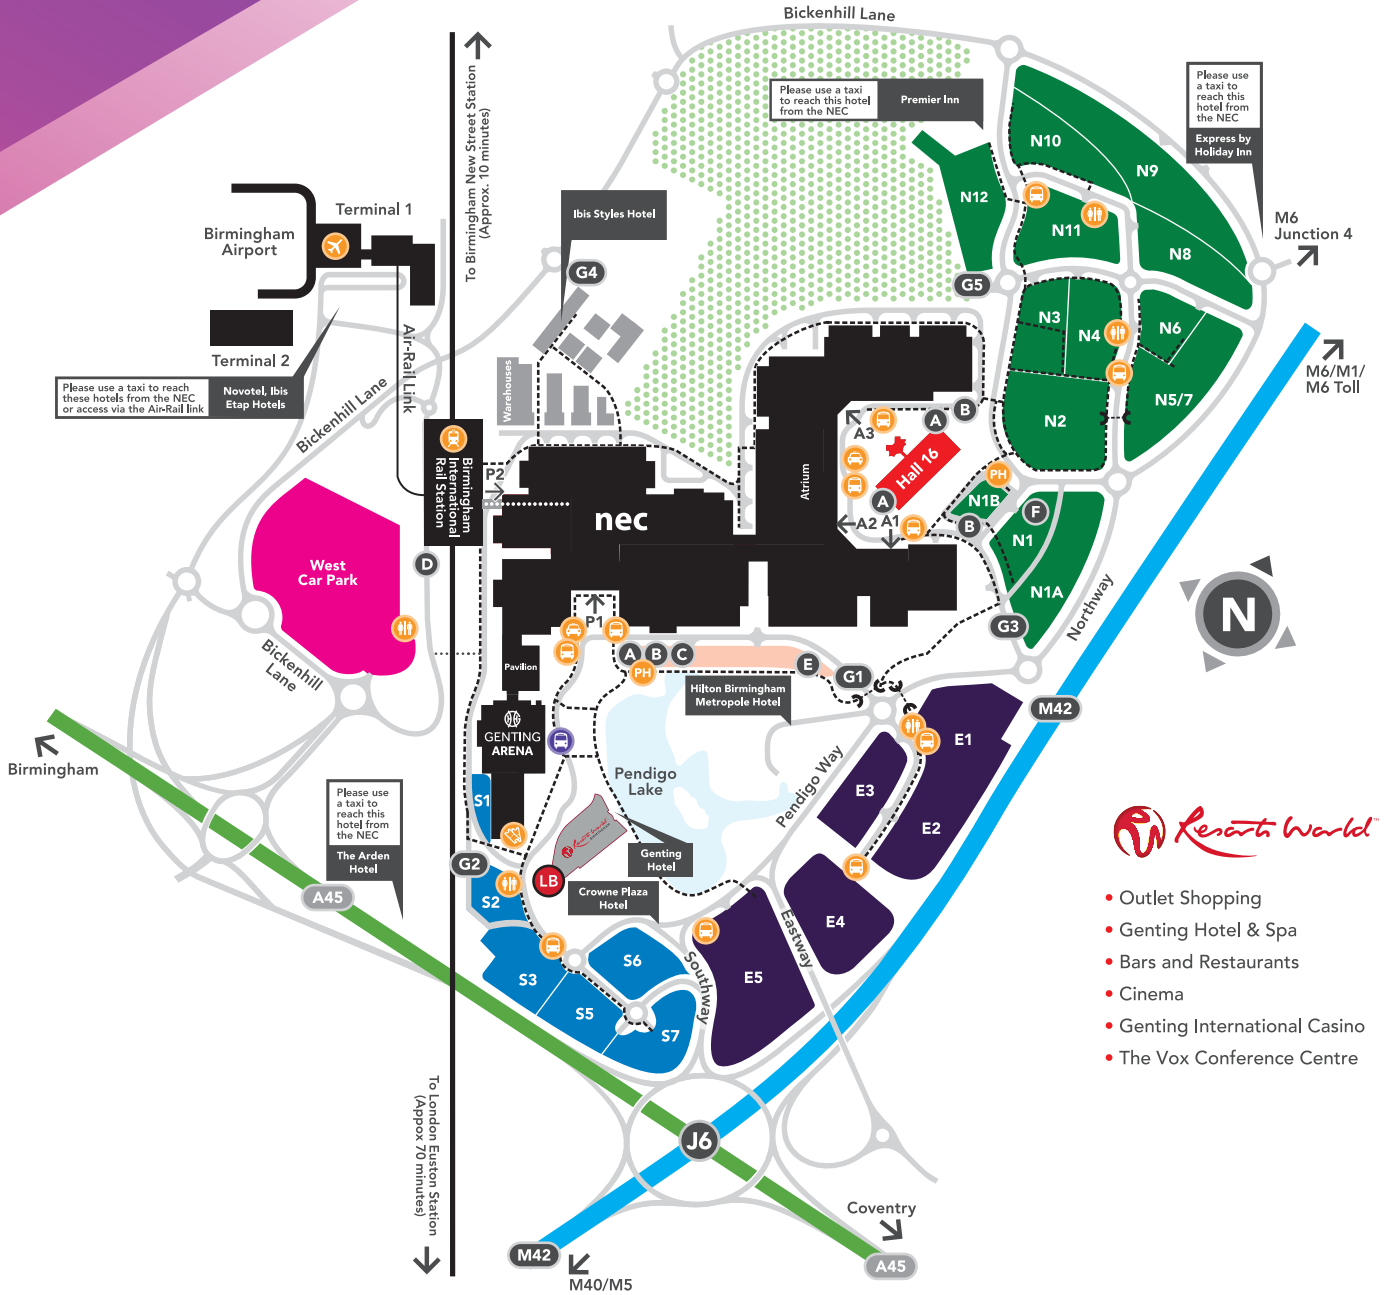 Bickenhill Lane
To Birmingham New Street Station
(Approx. 10 minutes)
Please use a taxi
to reach this hotel
from the NEC
Premier Inn
Please use
a taxi to
reach this
hotel from
the NEC
Express by
Holiday Inn
M6
Junction 4
N10
N9
N12
N11
N8
G5
N3
N4
N6
N5/7
N2
M6/M1/
M6 Toll
Terminal 1
Birmingham
Airport
Terminal 2
Air-Rail Link
Ibis Styles Hotel
G4
Please use a taxi to reach
these hotels from the NEC
or access via the Air-Rail link
Novotel, Ibis
Etap Hotels
Bickenhill Lane
Warehouses
Birmingham
International
Rail Station
P2
nec
Atrium
A3
A
B
Hall 16
A
A2
A1
PH
N1B
B
F
N1
N1A
G3
Northway
N
West
Car Park
D
Bickenhill
Lane
P1
Pavilion
A
B
C
PH
E
G1
Hilton Birmingham
Metropole Hotel
M42
GENTING
ARENA
Pendigo
Lake
Pendigo Way
E1
E3
E2
E4
E5
Eastway
Southway
Birmingham
Please use
a taxi to
reach this
hotel from
the NEC
The Arden
Hotel
A45
S1
G2
S2
LB
Resorts World
BIRMINGHAM
Genting
Hotel
Crowne Plaza
Hotel
S3
S6
S5
S7
Resorts World™
• Outlet Shopping
• Genting Hotel & Spa
• Bars and Restaurants
• Cinema
• Genting International Casino
• The Vox Conference Centre
To London Euston Station
(Appox 70 minutes)
J6
Coventry
M42
M40/M5
A45